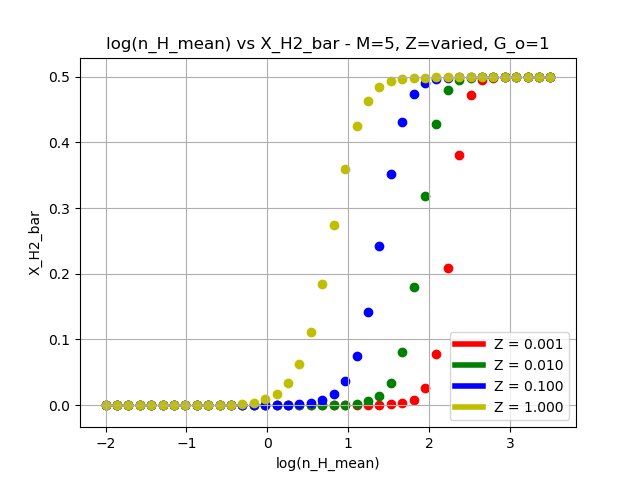 log(n_H_mean) vs X_H2_bar - M=5, Z=varied, G_o=1
0.5
0.4
0.3
0.2
0.1
0.0
X_H2_bar
Z = 0.001
Z = 0.010
Z = 0.100
Z = 1.000
−2
−1
0
1
2
3
log(n_H_mean)